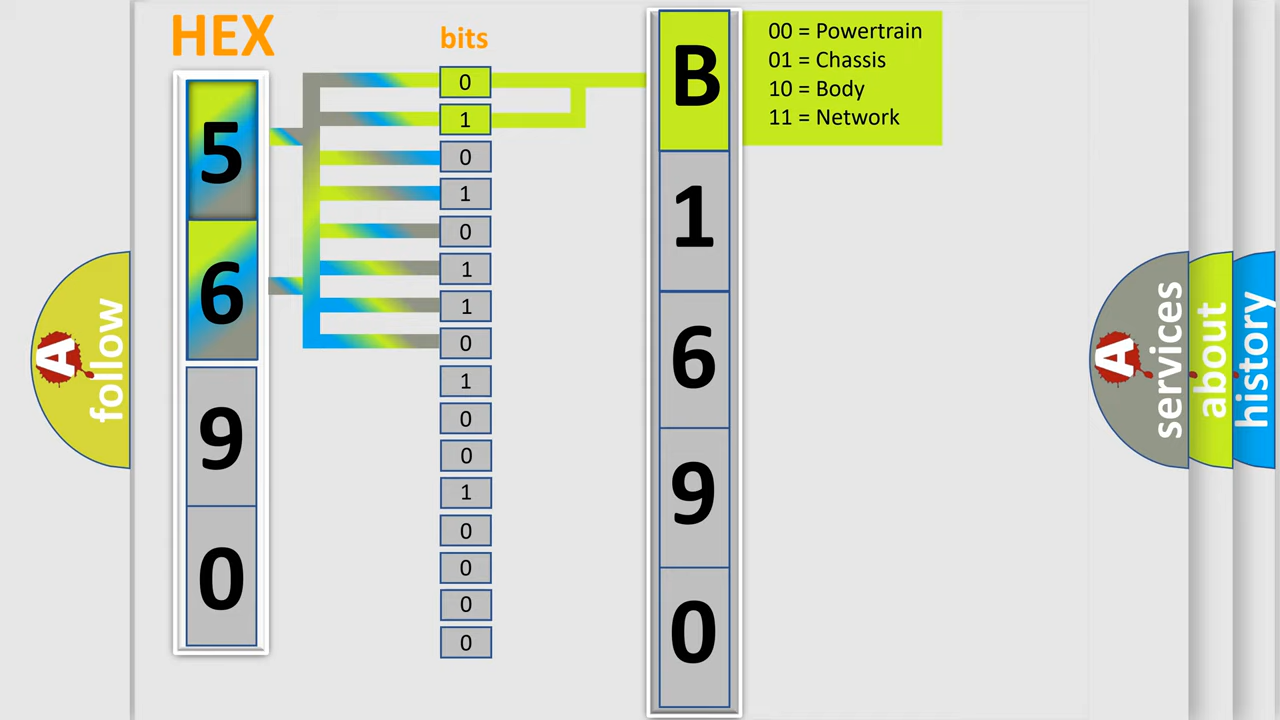 HEX
bits
5
6
9
0
0
1
0
1
0
1
1
0
1
0
0
1
0
0
0
0
B
1
6
9
0
00 = Powertrain
01 = Chassis
10 = Body
11 = Network
A
follow
A
services
about
history